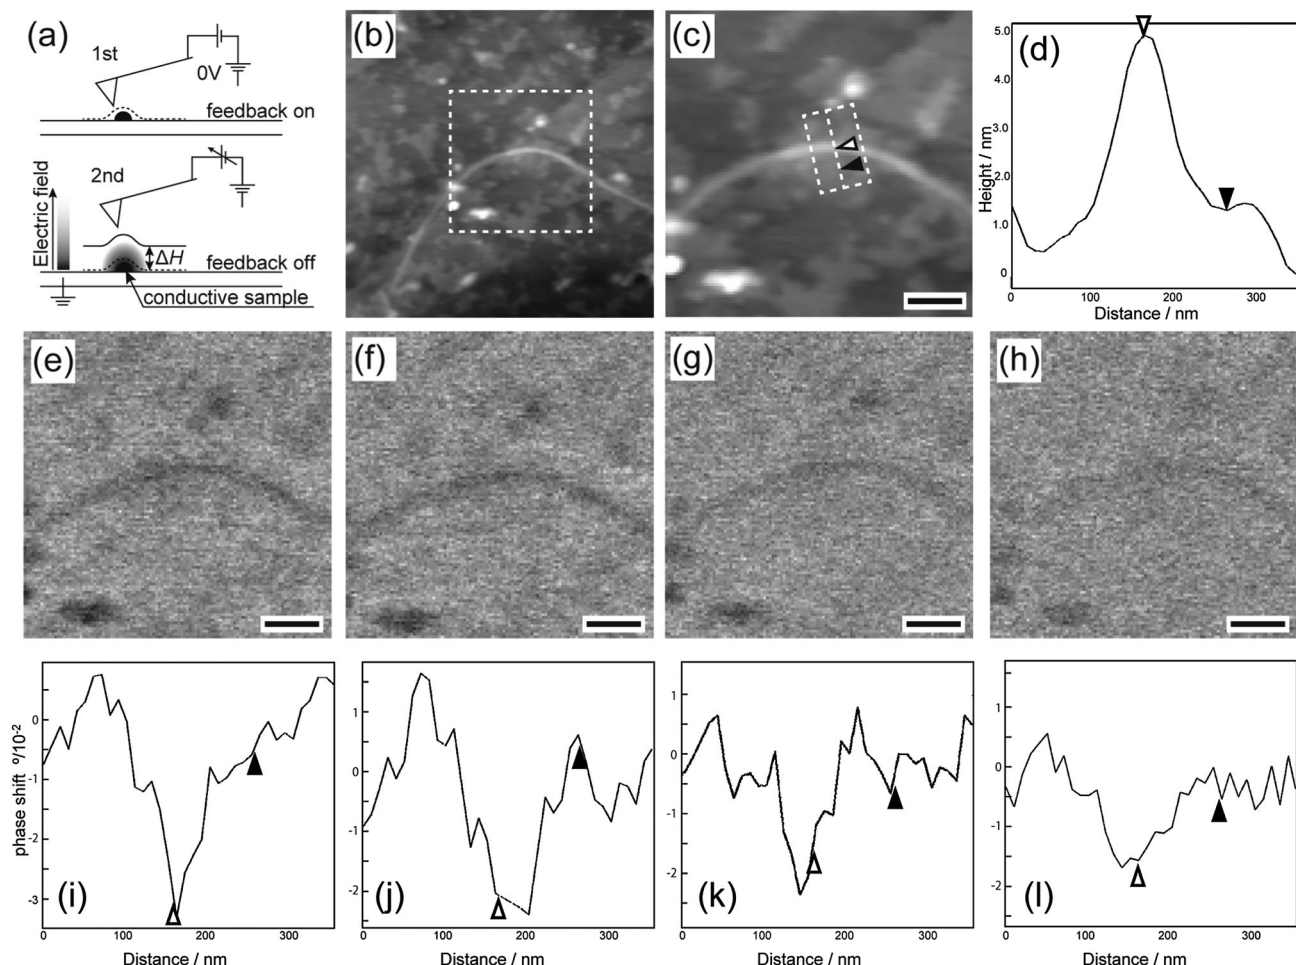 (a)
1st
0V
feedback on
2nd
Electric field
ΔH
feedback off
conductive sample
(b)
(c)
(d)
Height / nm
5.0
4.0
3.0
2.0
1.0
0
0 100 200 300
Distance / nm
(e)
(f)
(g)
(h)
phase shift º/10-2
0
-1
-2
-3
(i)
0 100 200 300
Distance / nm
1
0
-1
-2
(j)
0 100 200 300
Distance / nm
1
0
-1
-2
(k)
0 100 200 300
Distance / nm
1
0
-1
-2
(l)
0 100 200 300
Distance / nm